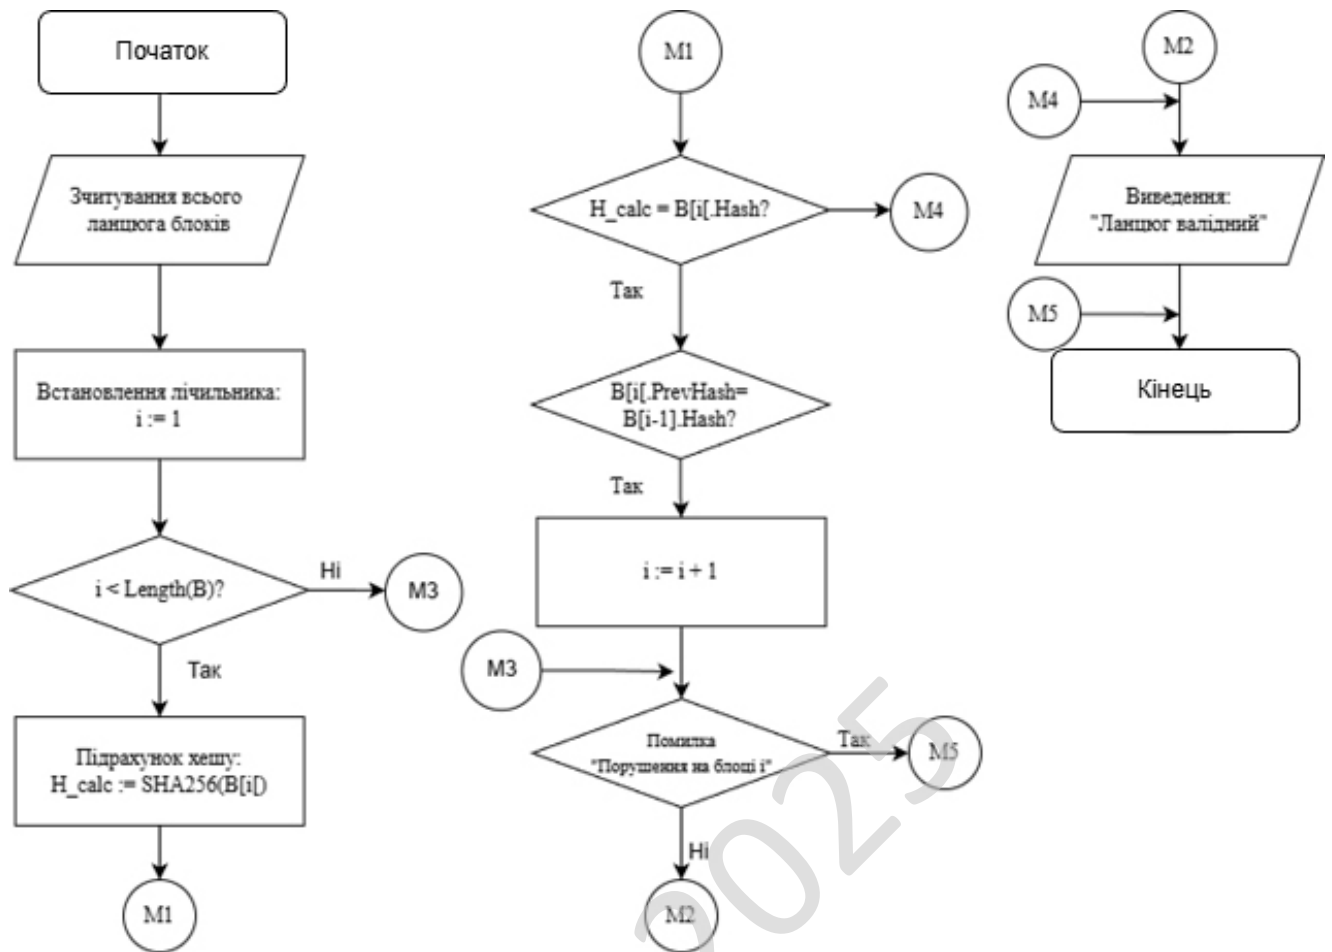 Початок
Зчитування всього
ланцюга блоків
Встановлення лічильника:
i := 1
i < Length(B)?
Ні
M3
Так
Підрахунок хешу:
H_calc := SHA256(B[i[)
M1
M1
H_calc = B[i[.Hash?
M4
Так
B[i[.PrevHash=
B[i-1].Hash?
Так
i := i + 1
M3
Помилка
"Порушення на блоці i"
Так
M5
Ні
M2
M2
M4
Виведення:
"Ланцюг валідний"
M5
Кінець
2025